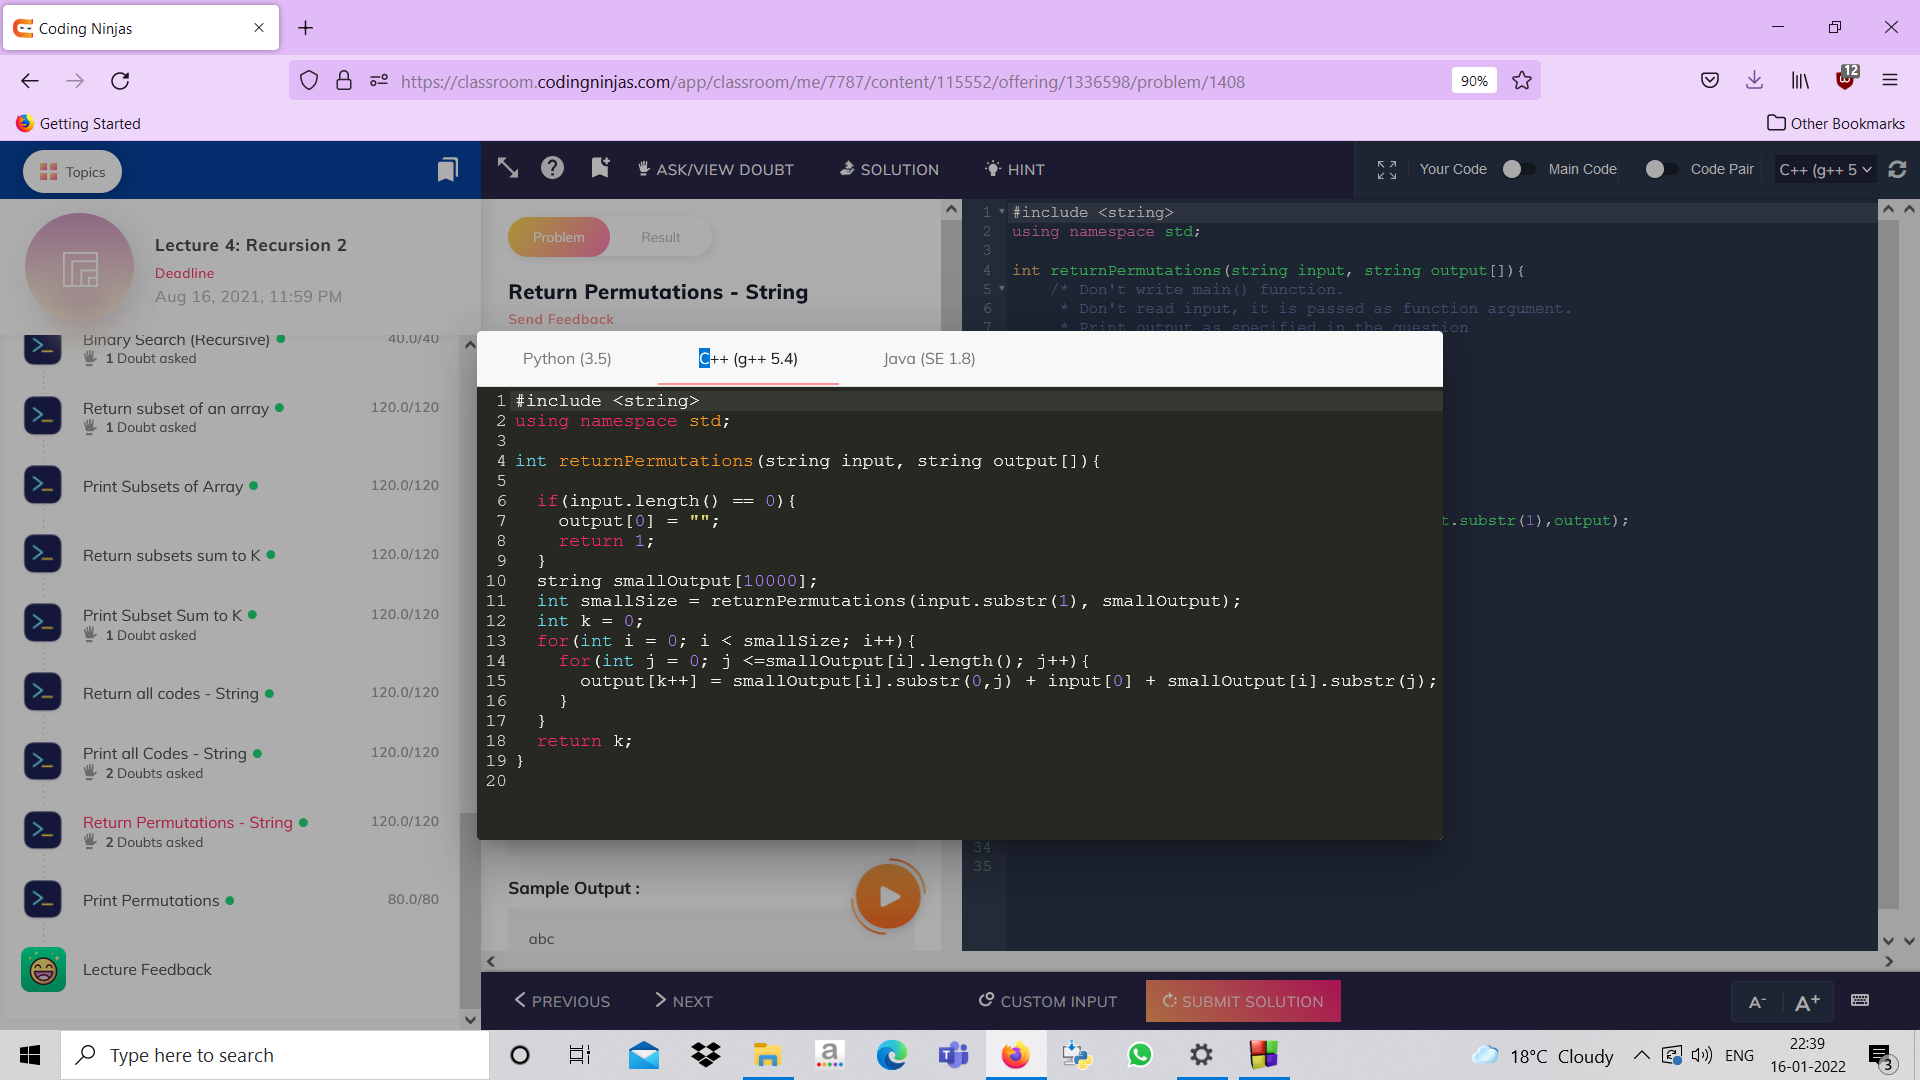 Coding Ninjas
https://classroom.codingninjas.com/app/classroom/me/7787/content/115552/offering/1336598/problem/1408
90%
12
Getting Started
Other Bookmarks
Topics
ASK/VIEW DOUBT
SOLUTION
HINT
Your Code
Main Code
Code Pair
C++ (g++ 5
Lecture 4: Recursion 2
Deadline
Aug 16, 2021, 11:59 PM
Binary Search (Recursive)
40.0/40
1 Doubt asked
Return subset of an array
120.0/120
1 Doubt asked
Print Subsets of Array
120.0/120
Return subsets sum to K
120.0/120
Print Subset Sum to K
120.0/120
1 Doubt asked
Return all codes - String
120.0/120
Print all Codes - String
120.0/120
2 Doubts asked
Return Permutations - String
120.0/120
2 Doubts asked
Print Permutations
80.0/80
Lecture Feedback
Problem
Result
Return Permutations - String
Send Feedback
1 #include <string>
2 using namespace std;
3
4 int returnPermutations(string input, string output[]){
5 /* Don't write main() function.
6 * Don't read input, it is passed as function argument.
7 * Print output as specified in the question
t.substr(1),output);
34
35
Python (3.5)
C++ (g++ 5.4)
Java (SE 1.8)
1 #include <string>
2 using namespace std;
3
4 int returnPermutations(string input, string output[]){
5
6 if(input.length() == 0){
7 output[0] = "";
8 return 1;
9 }
10 string smallOutput[10000];
11 int smallSize = returnPermutations(input.substr(1), smallOutput);
12 int k = 0;
13 for(int i = 0; i < smallSize; i++){
14 for(int j = 0; j <=smallOutput[i].length(); j++){
15 output[k++] = smallOutput[i].substr(0,j) + input[0] + smallOutput[i].substr(j);
16 }
17 }
18 return k;
19 }
20
Sample Output :
abc
PREVIOUS
NEXT
CUSTOM INPUT
SUBMIT SOLUTION
A-
A+
Type here to search
18°C Cloudy
ENG
22:39
16-01-2022
3